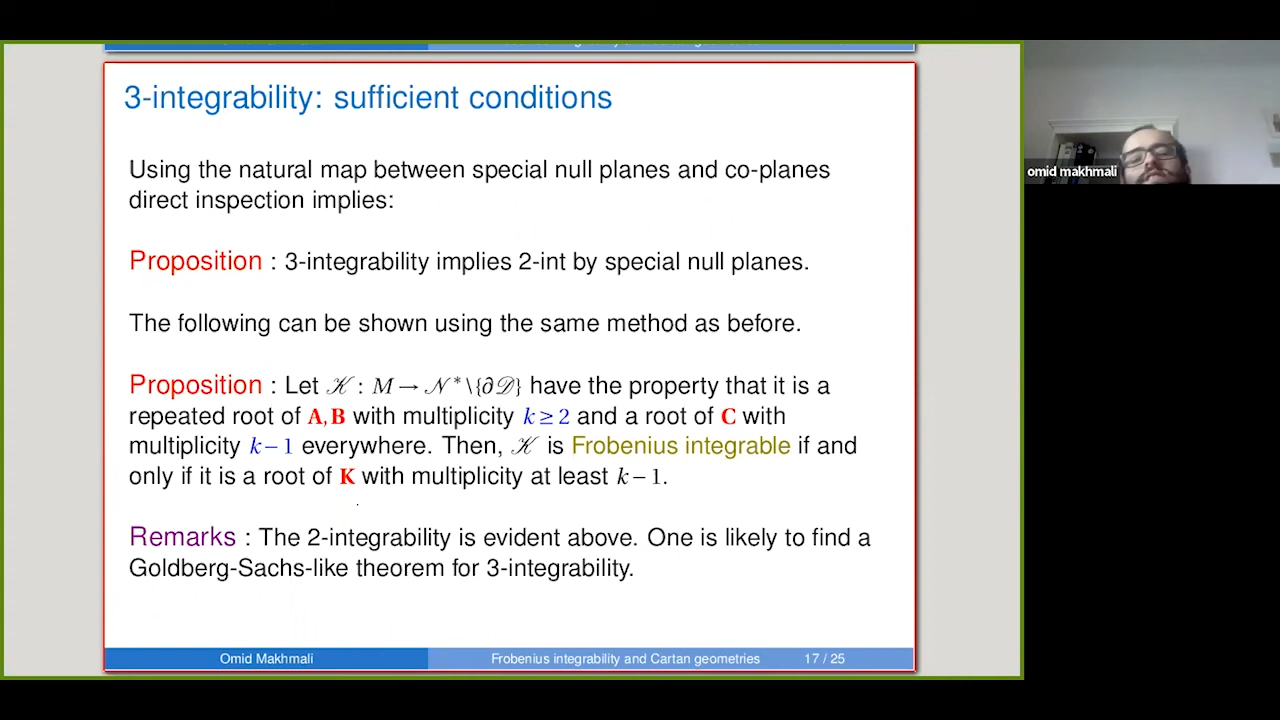 3-integrability: sufficient conditions
Using the natural map between special null planes and co-planes
direct inspection implies:
Proposition : 3-integrability implies 2-int by special null planes.
The following can be shown using the same method as before.
Proposition : Let 𝒦 : M → 𝒩*\{∂𝒟} have the property that it is a
repeated root of A, B with multiplicity k ≥ 2 and a root of C with
multiplicity k − 1 everywhere. Then, 𝒦 is Frobenius integrable if and
only if it is a root of K with multiplicity at least k − 1.
Remarks : The 2-integrability is evident above. One is likely to find a
Goldberg-Sachs-like theorem for 3-integrability.
Omid Makhmali Frobenius integrability and Cartan geometries 17 / 25
omid makhmali